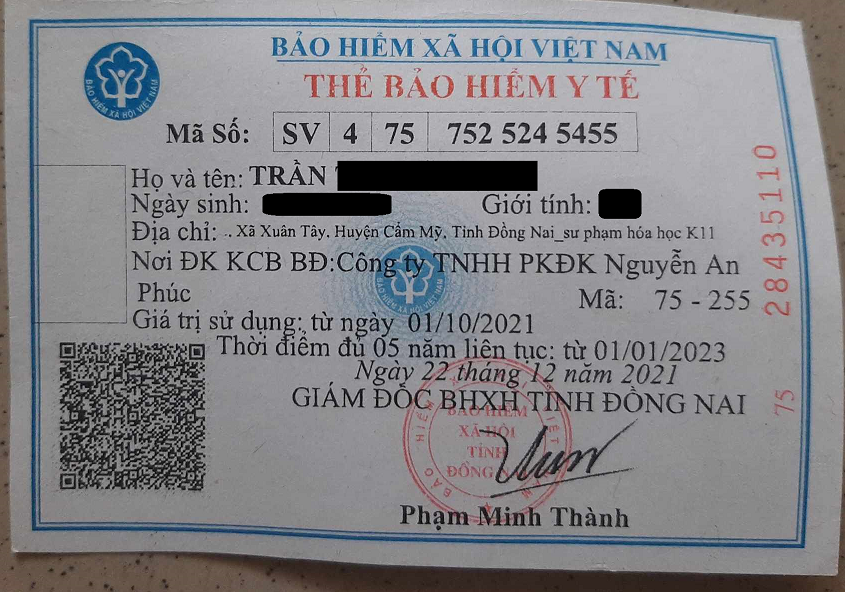 BẢO HIỂM XÃ HỘI VIỆT NAM
THẺ BẢO HIỂM Y TẾ
Mã Số: SV 4 75 752 524 5455
Họ và tên: TRẦN
Ngày sinh: Giới tính:
Địa chỉ: ., Xã Xuân Tây, Huyện Cẩm Mỹ, Tỉnh Đồng Nai_sư phạm hóa học K11
Nơi ĐK KCB BĐ:Công ty TNHH PKĐK Nguyễn An
Phúc Mã: 75 - 255
Giá trị sử dụng: từ ngày 01/10/2021
Thời điểm đủ 05 năm liên tục: từ 01/01/2023
Ngày 22 tháng 12 năm 2021
GIÁM ĐỐC BHXH TỈNH ĐỒNG NAI
BẢO HIỂM
XÃ HỘI
TỈNH
ĐỒNG
Phạm Minh Thành
28435110
75
BẢO HIỂM XÃ HỘI VIỆT NAM